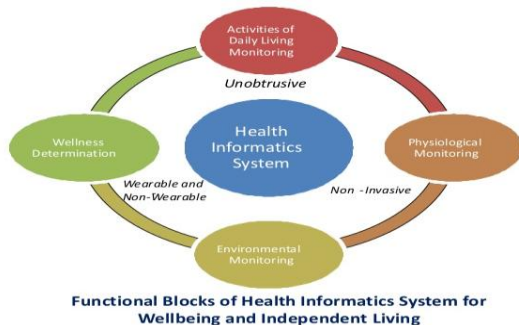 Activities of
Daily Living
Monitoring
Unobtrusive
Health
Informatics
System
Wellness
Determination
Physiological
Monitoring
Wearable and
Non-Wearable
Non -Invasive
Environmental
Monitoring
Functional Blocks of Health Informatics System for
Wellbeing and Independent Living